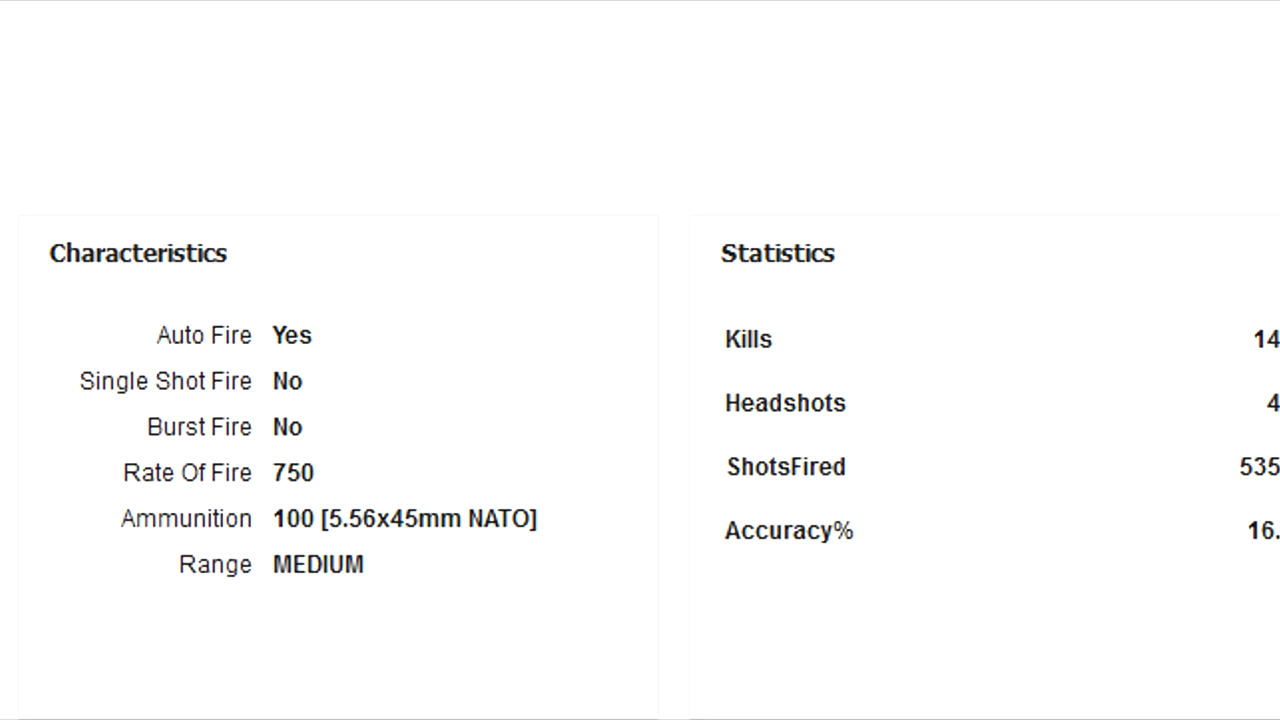 Characteristics
Auto Fire Yes
Single Shot Fire No
Burst Fire No
Rate Of Fire 750
Ammunition 100 [5.56x45mm NATO]
Range MEDIUM
Statistics
Kills 14
Headshots 4
ShotsFired 535
Accuracy% 16.